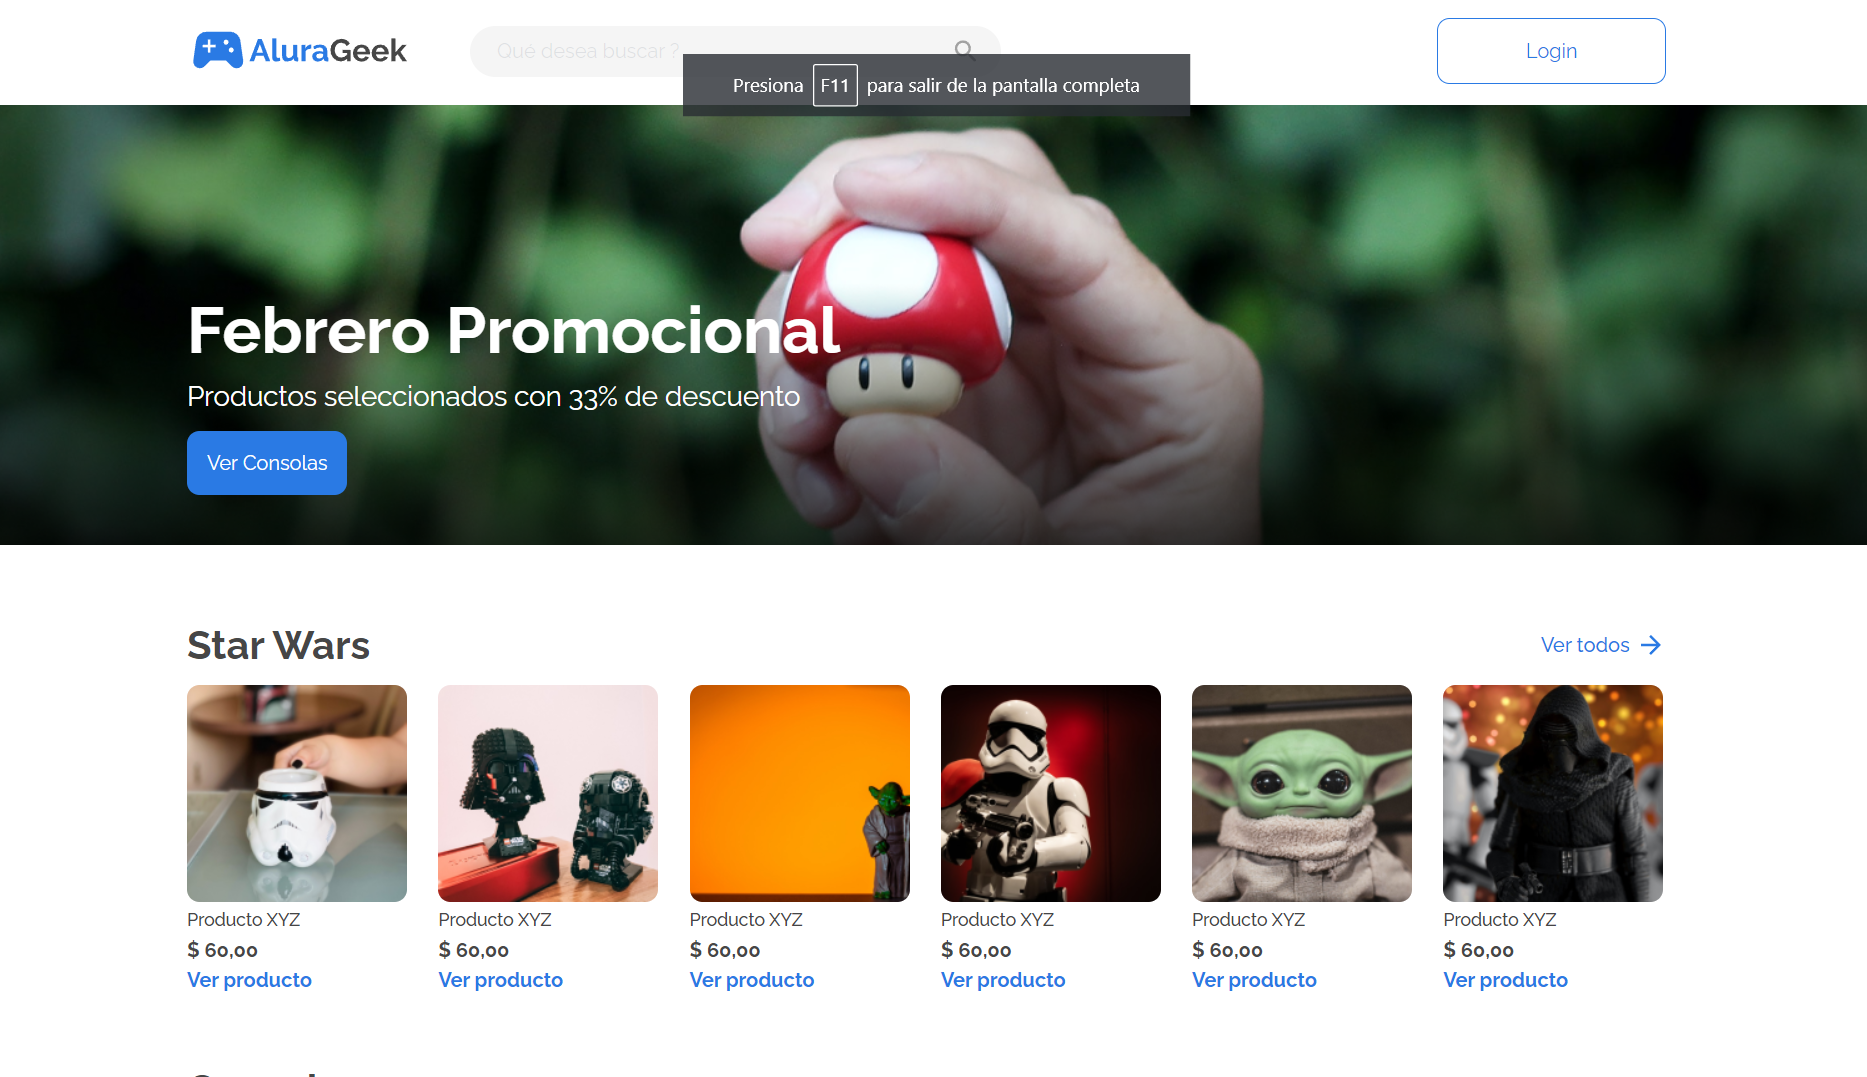 AluraGeek
Qué desea buscar ?
Login
Presiona F11 para salir de la pantalla completa
Febrero Promocional
Productos seleccionados con 33% de descuento
Ver Consolas
Star Wars
Ver todos
Producto XYZ
$ 60,00
Ver producto
Producto XYZ
$ 60,00
Ver producto
Producto XYZ
$ 60,00
Ver producto
Producto XYZ
$ 60,00
Ver producto
Producto XYZ
$ 60,00
Ver producto
Producto XYZ
$ 60,00
Ver producto